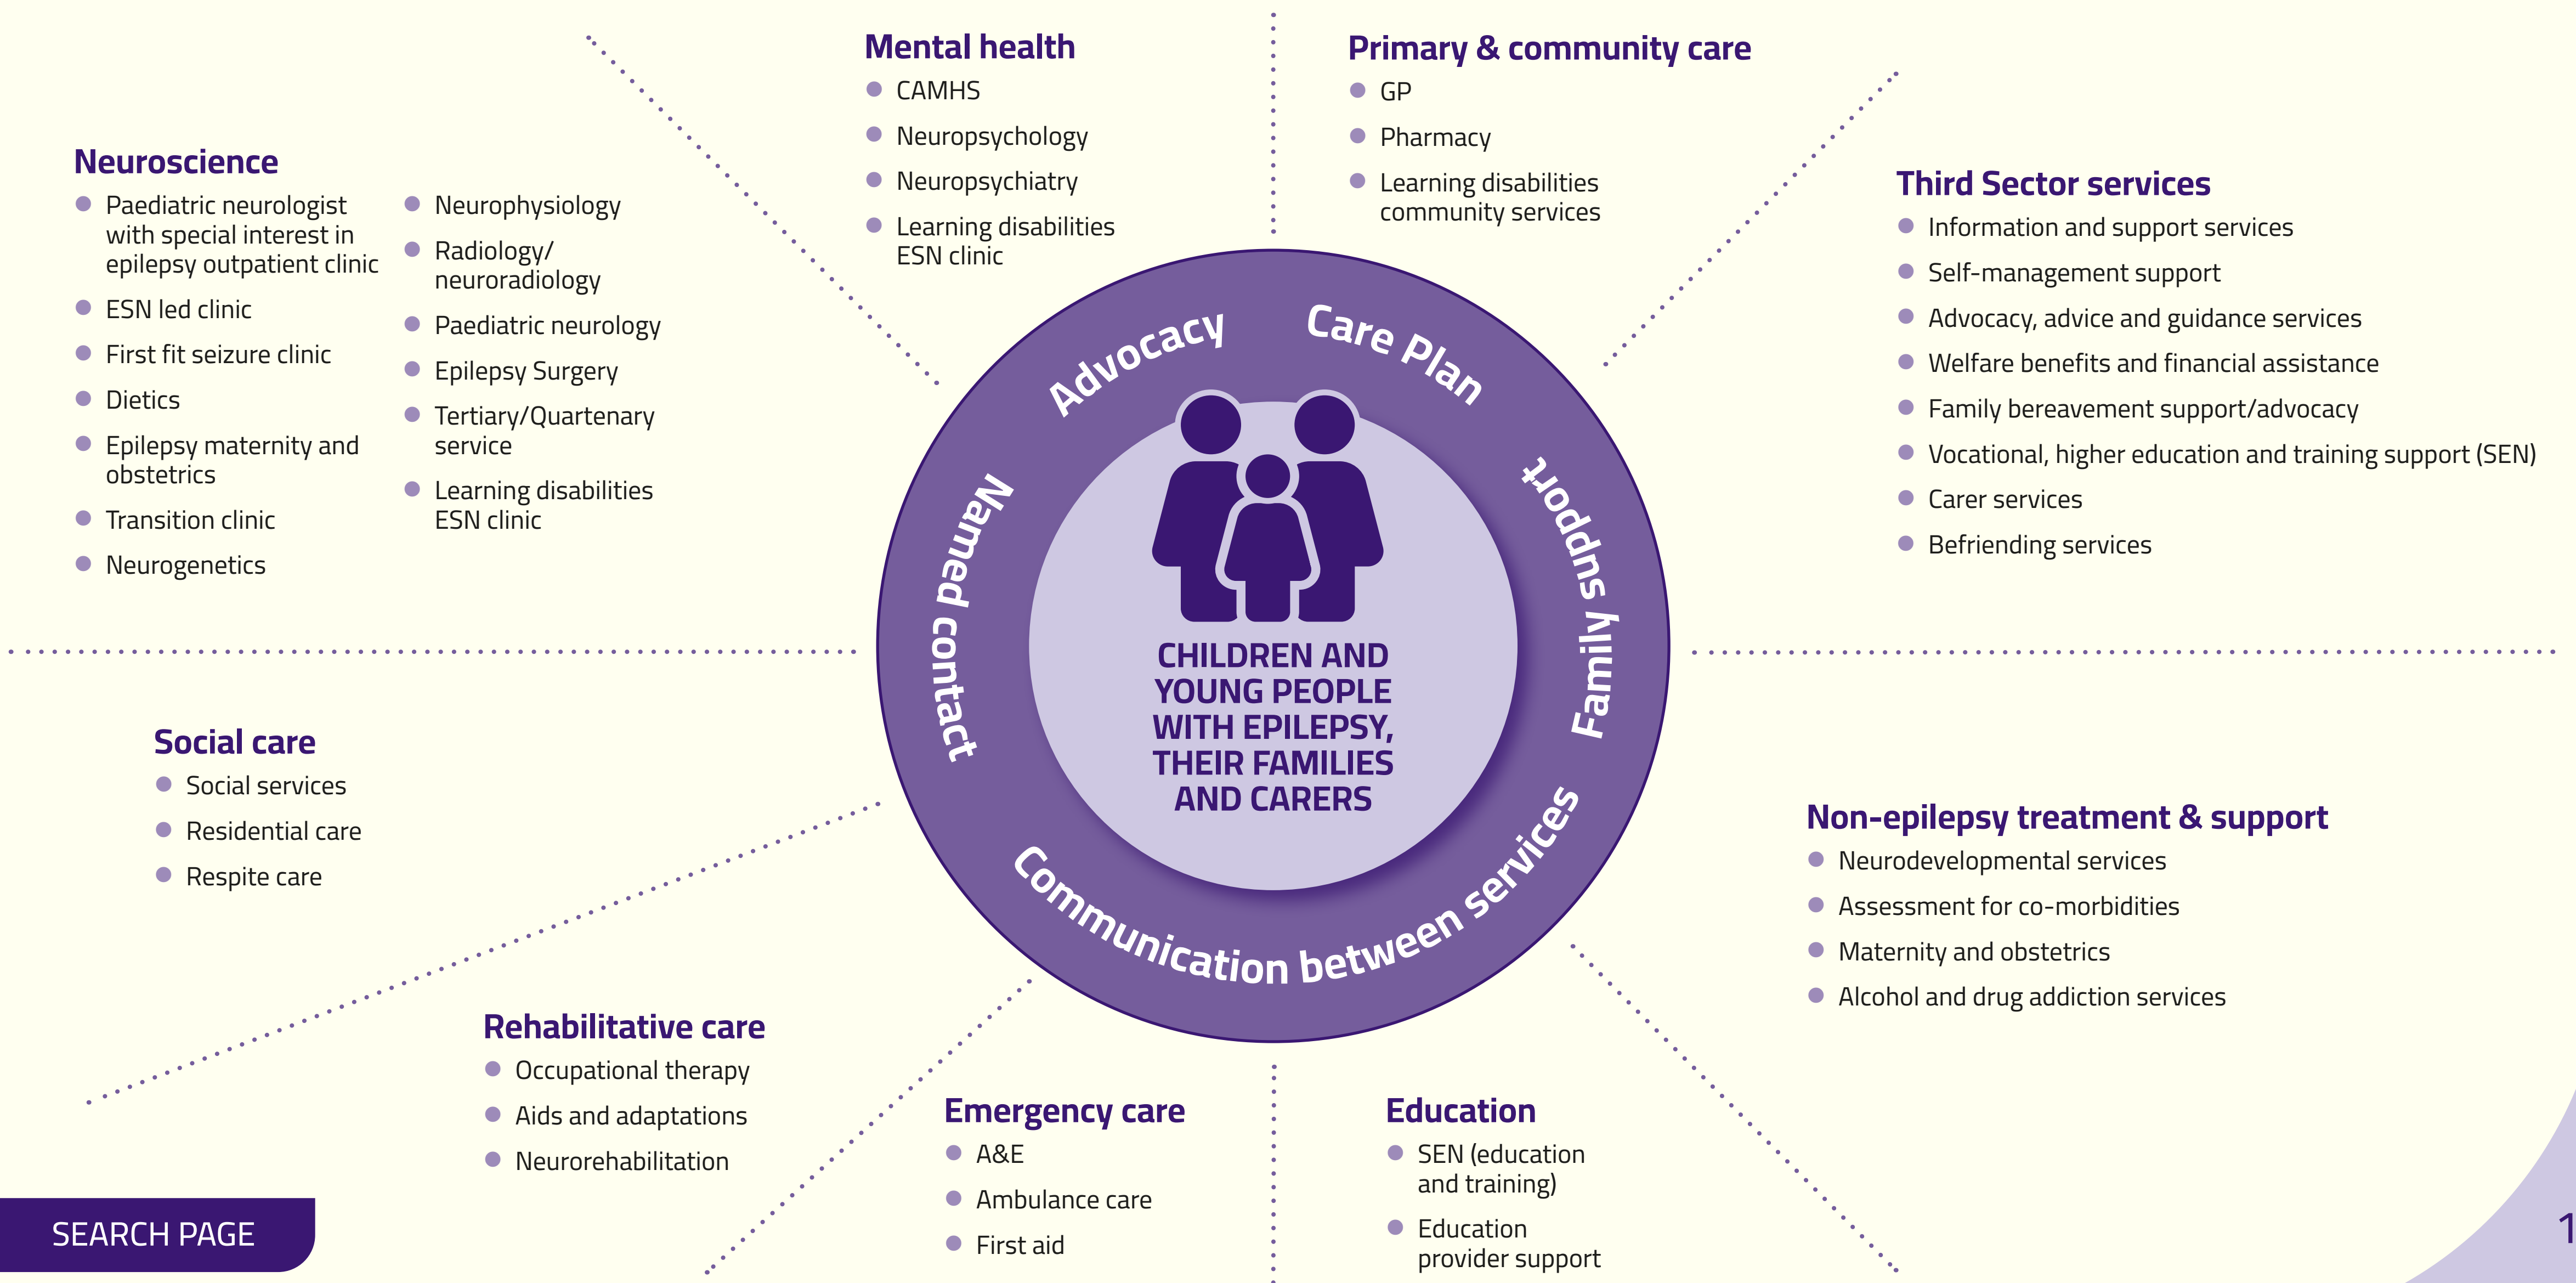 Mental health
CAMHS
Neuropsychology
Neuropsychiatry
Learning disabilities
ESN clinic
Primary & community care
GP
Pharmacy
Learning disabilities
community services
Neuroscience
Paediatric neurologist
with special interest in
epilepsy outpatient clinic
ESN led clinic
First fit seizure clinic
Dietics
Epilepsy maternity and
obstetrics
Transition clinic
Neurogenetics
Neurophysiology
Radiology/
neuroradiology
Paediatric neurology
Epilepsy Surgery
Tertiary/Quartenary
service
Learning disabilities
ESN clinic
Third Sector services
Information and support services
Self-management support
Advocacy, advice and guidance services
Welfare benefits and financial assistance
Family bereavement support/advocacy
Vocational, higher education and training support (SEN)
Carer services
Befriending services
Advocacy
Care Plan
Named contact
Family support
Communication between services
CHILDREN AND
YOUNG PEOPLE
WITH EPILEPSY,
THEIR FAMILIES
AND CARERS
Social care
Social services
Residential care
Respite care
Non-epilepsy treatment & support
Neurodevelopmental services
Assessment for co-morbidities
Maternity and obstetrics
Alcohol and drug addiction services
Rehabilitative care
Occupational therapy
Aids and adaptations
Neurorehabilitation
Emergency care
A&E
Ambulance care
First aid
Education
SEN (education
and training)
Education
provider support
SEARCH PAGE
1